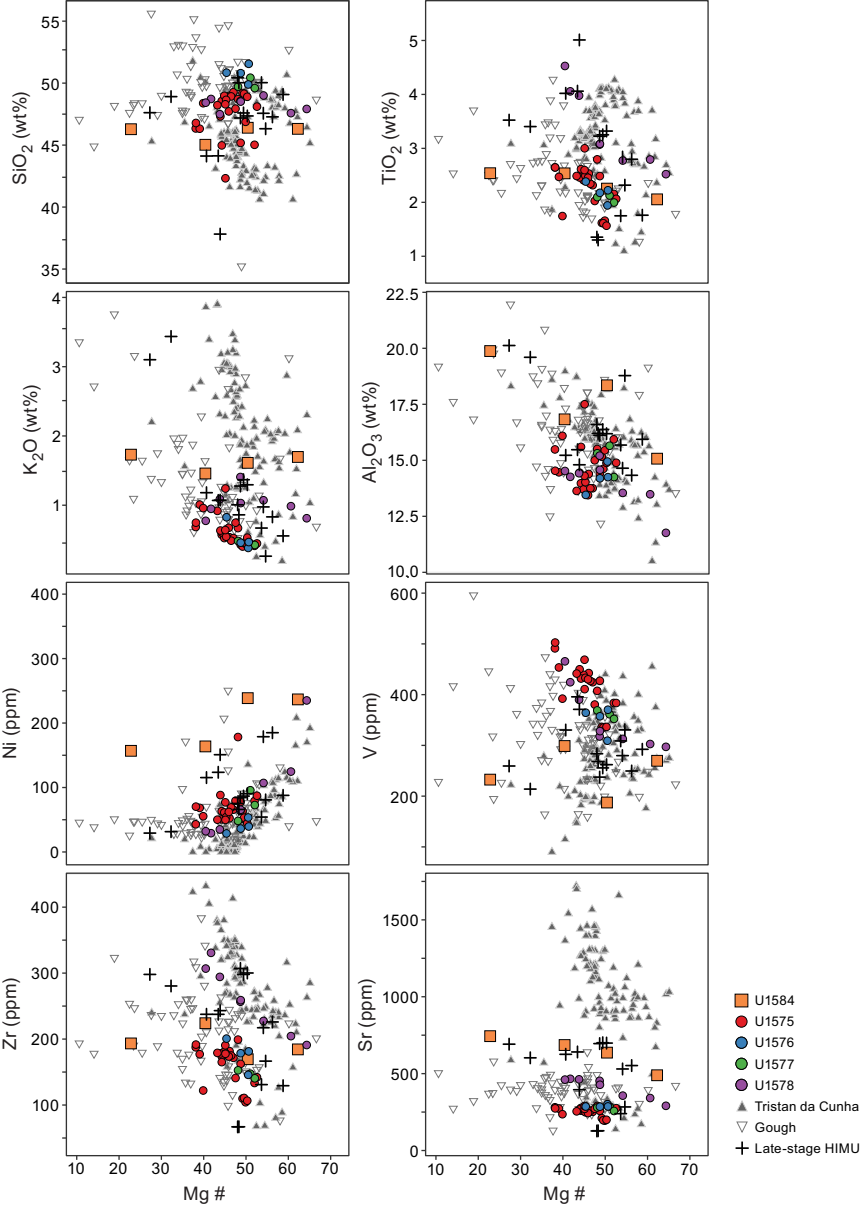 55
50
45
40
35
SiO2 (wt%)
5
4
3
2
1
TiO2 (wt%)
4
3
2
1
K2O (wt%)
22.5
20.0
17.5
15.0
12.5
10.0
Al2O3 (wt%)
400
300
200
100
0
Ni (ppm)
600
400
200
V (ppm)
400
300
200
100
Zr (ppm)
1500
1000
500
0
Sr (ppm)
10 20 30 40 50 60 70
Mg #
10 20 30 40 50 60 70
Mg #
U1584
U1575
U1576
U1577
U1578
Tristan da Cunha
Gough
Late-stage HIMU